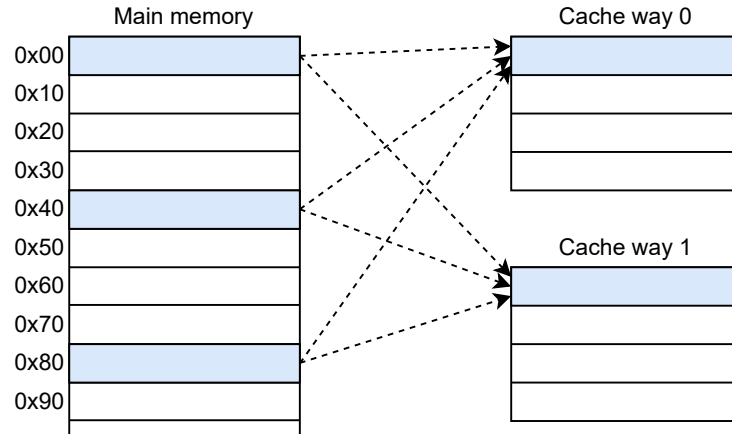 Main memory
0x00
0x10
0x20
0x30
0x40
0x50
0x60
0x70
0x80
0x90
Cache way 0
Cache way 1